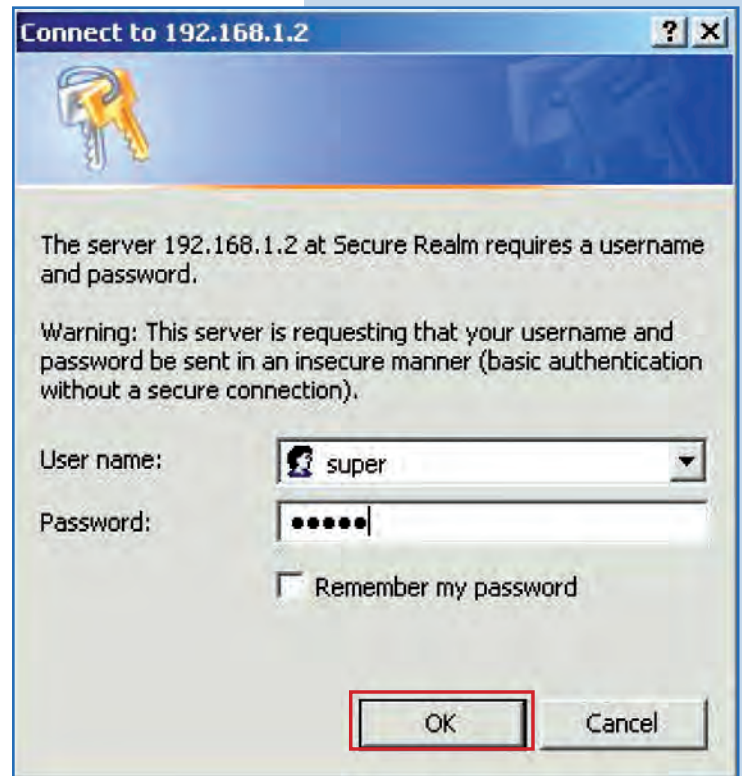 Connect to 192.168.1.2
The server 192.168.1.2 at Secure Realm requires a username
and password.
Warning: This server is requesting that your username and
password be sent in an insecure manner (basic authentication
without a secure connection).
User name:
super
Password:
●●●●●
Remember my password
OK
Cancel